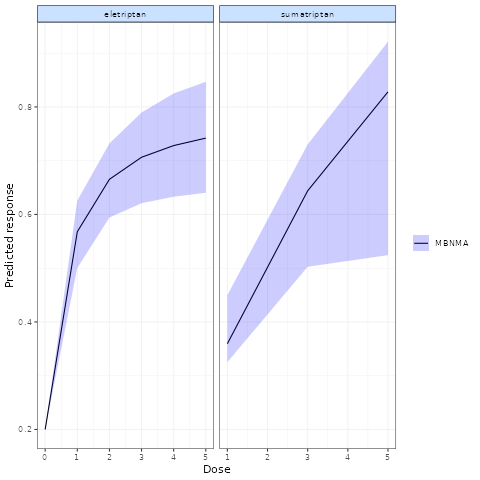 eletriptan
sumatriptan
Predicted response
0.8
0.6
0.4
0.2
0 1 2 3 4 5
1 2 3 4 5
Dose
MBNMA